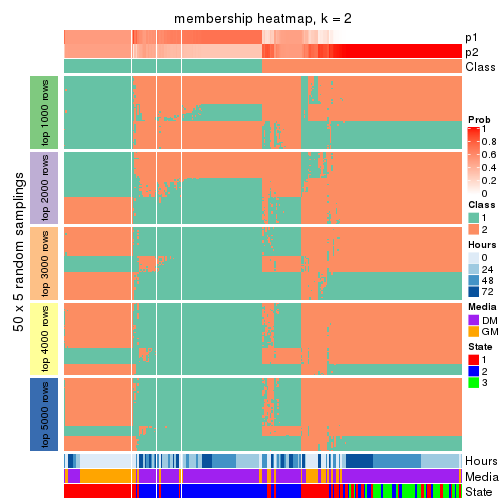 membership heatmap, k = 2
p1
p2
Class
50 x 5 random samplings
top 1000 rows
top 2000 rows
top 3000 rows
top 4000 rows
top 5000 rows
Hours
Media
State
Prob
1
0.8
0.6
0.4
0.2
0
Class
1
2
Hours
0
24
48
72
Media
DM
GM
State
1
2
3